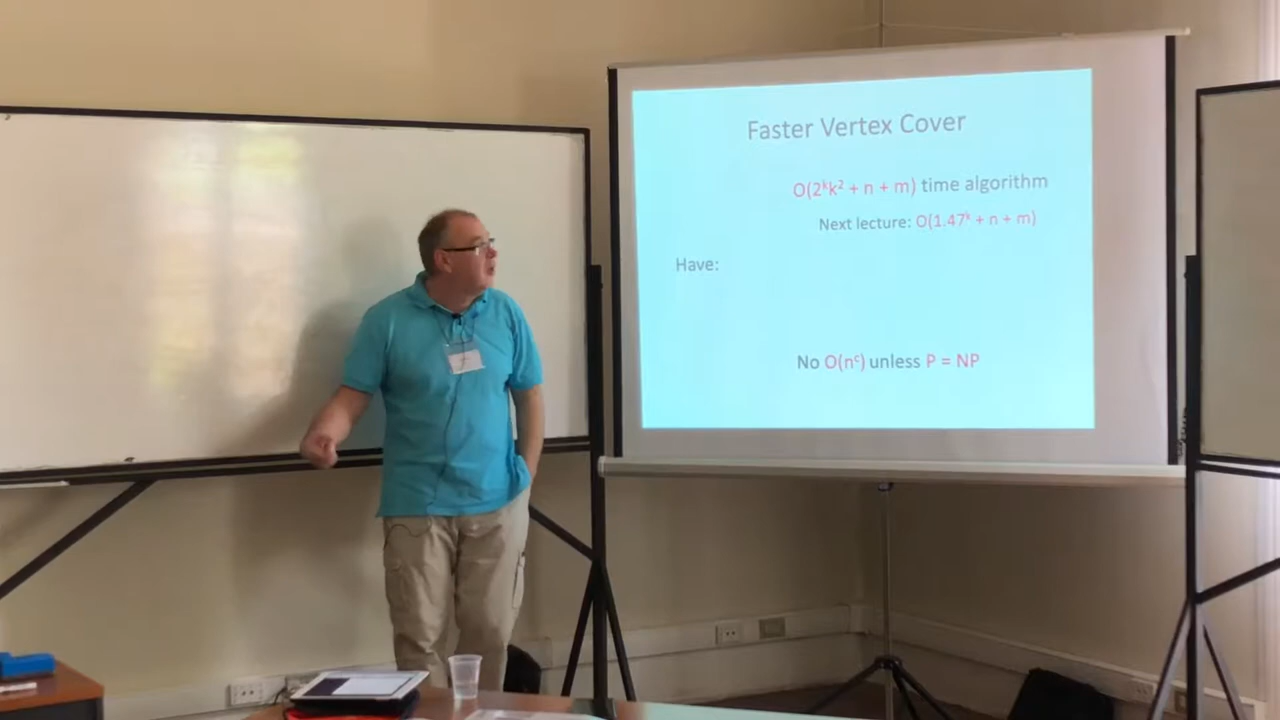 Faster Vertex Cover
O(2ᵏk² + n + m) time algorithm
Next lecture: O(1.47ᵏ + n + m)
Have:
No O(nᶜ) unless P = NP